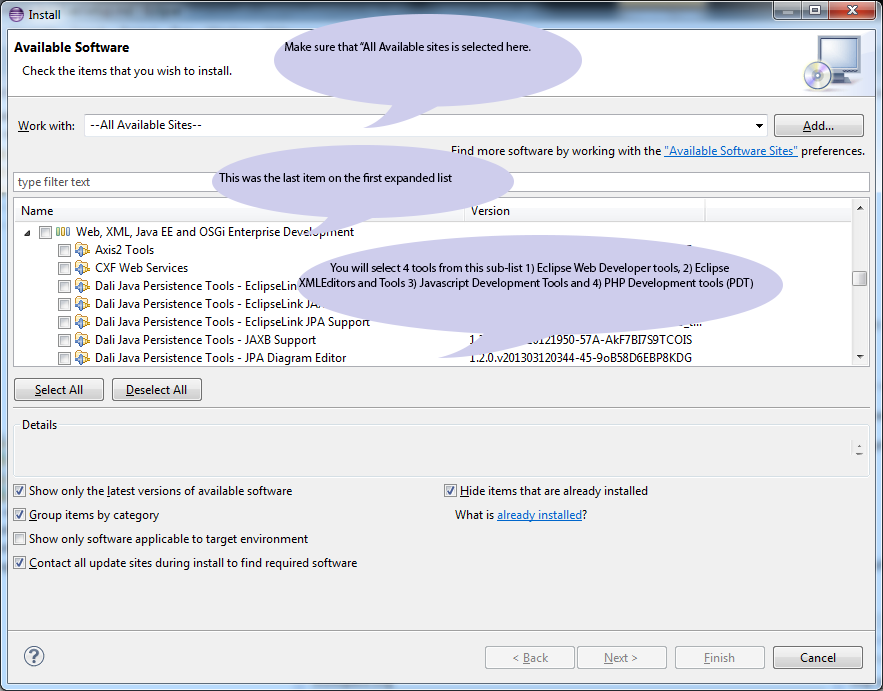 Install
Available Software
Check the items that you wish to install.
Make sure that “All Available sites is selected here.
Work with:
--All Available Sites--
Add...
Find more software by working with the "Available Software Sites" preferences.
This was the last item on the first expanded list
type filter text
Name
Version
Web, XML, Java EE and OSGi Enterprise Development
Axis2 Tools
CXF Web Services
You will select 4 tools from this sub-list 1) Eclipse Web Developer tools, 2) Eclipse
XMLEditors and Tools 3) Javascript Development Tools and 4) PHP Development tools (PDT)
Dali Java Persistence Tools - EclipseLink
Dali Java Persistence Tools - EclipseLink JA
Dali Java Persistence Tools - EclipseLink JPA Support
Dali Java Persistence Tools - JAXB Support
Dali Java Persistence Tools - JPA Diagram Editor
1.2.0.v201303120344-45-9oB58D6EBP8KDG
Select All
Deselect All
Details
Show only the latest versions of available software
Hide items that are already installed
Group items by category
What is already installed?
Show only software applicable to target environment
Contact all update sites during install to find required software
?
< Back
Next >
Finish
Cancel